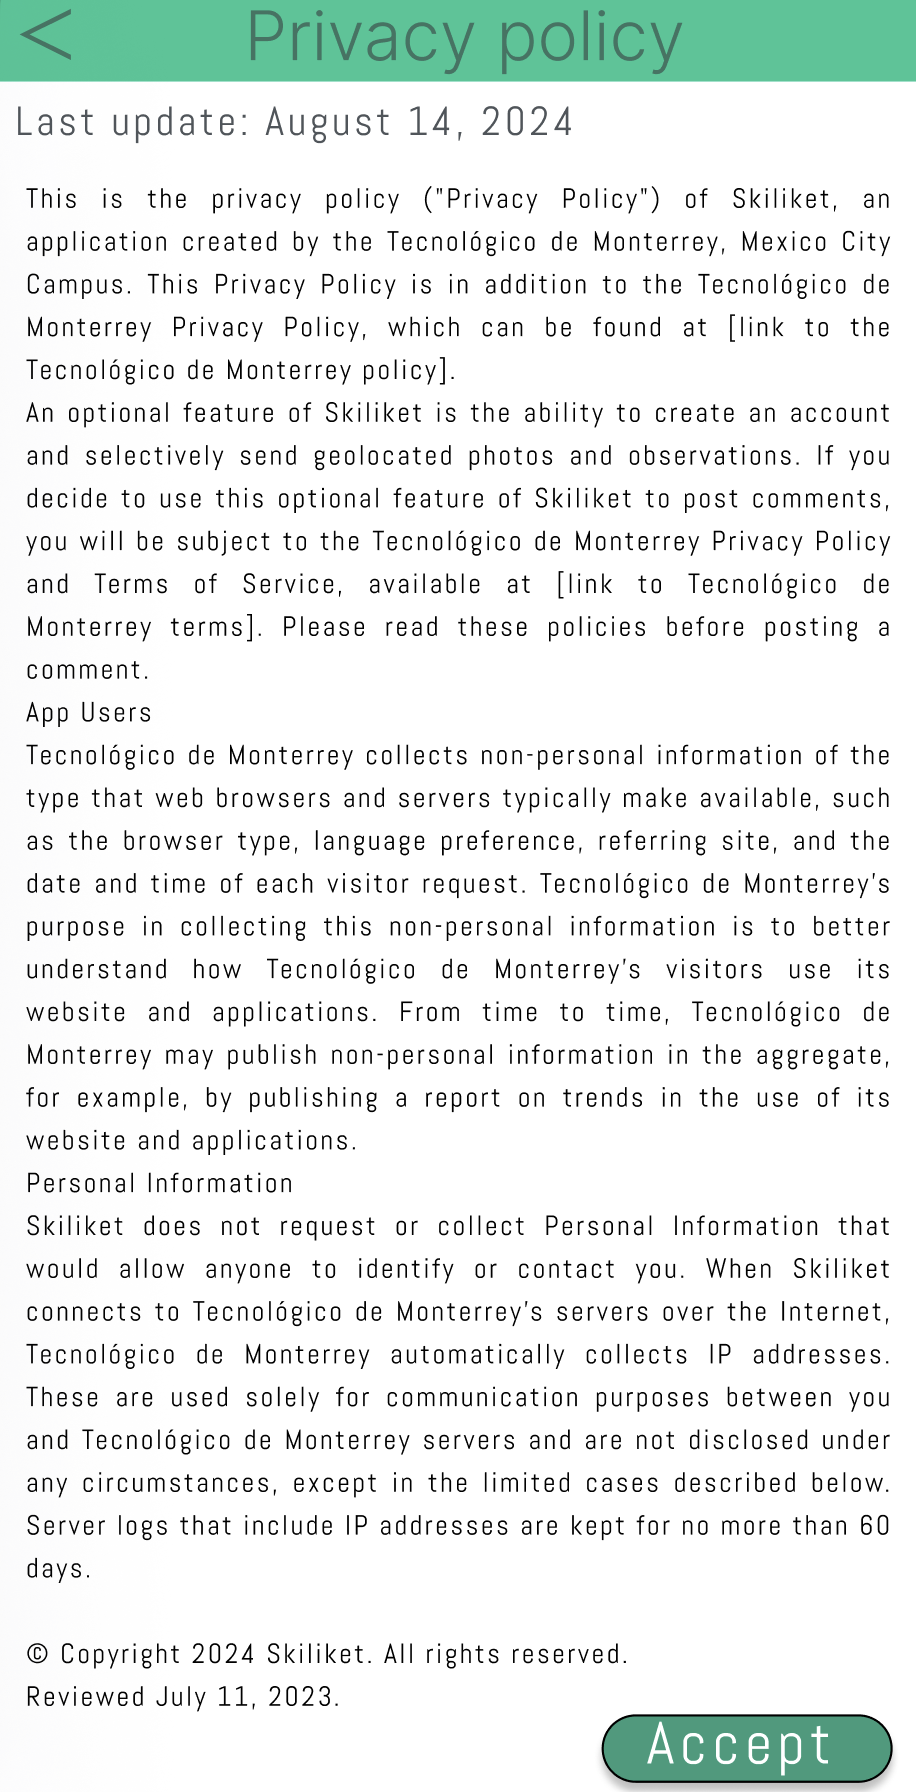 < Privacy policy
Last update: August 14, 2024
This is the privacy policy ("Privacy Policy") of Skiliket, an
application created by the Tecnológico de Monterrey, Mexico City
Campus. This Privacy Policy is in addition to the Tecnológico de
Monterrey Privacy Policy, which can be found at [link to the
Tecnológico de Monterrey policy].
An optional feature of Skiliket is the ability to create an account
and selectively send geolocated photos and observations. If you
decide to use this optional feature of Skiliket to post comments,
you will be subject to the Tecnológico de Monterrey Privacy Policy
and Terms of Service, available at [link to Tecnológico de
Monterrey terms]. Please read these policies before posting a
comment.
App Users
Tecnológico de Monterrey collects non-personal information of the
type that web browsers and servers typically make available, such
as the browser type, language preference, referring site, and the
date and time of each visitor request. Tecnológico de Monterrey's
purpose in collecting this non-personal information is to better
understand how Tecnológico de Monterrey's visitors use its
website and applications. From time to time, Tecnológico de
Monterrey may publish non-personal information in the aggregate,
for example, by publishing a report on trends in the use of its
website and applications.
Personal Information
Skiliket does not request or collect Personal Information that
would allow anyone to identify or contact you. When Skiliket
connects to Tecnológico de Monterrey's servers over the Internet,
Tecnológico de Monterrey automatically collects IP addresses.
These are used solely for communication purposes between you
and Tecnológico de Monterrey servers and are not disclosed under
any circumstances, except in the limited cases described below.
Server logs that include IP addresses are kept for no more than 60
days.
© Copyright 2024 Skiliket. All rights reserved.
Reviewed July 11, 2023.
Accept